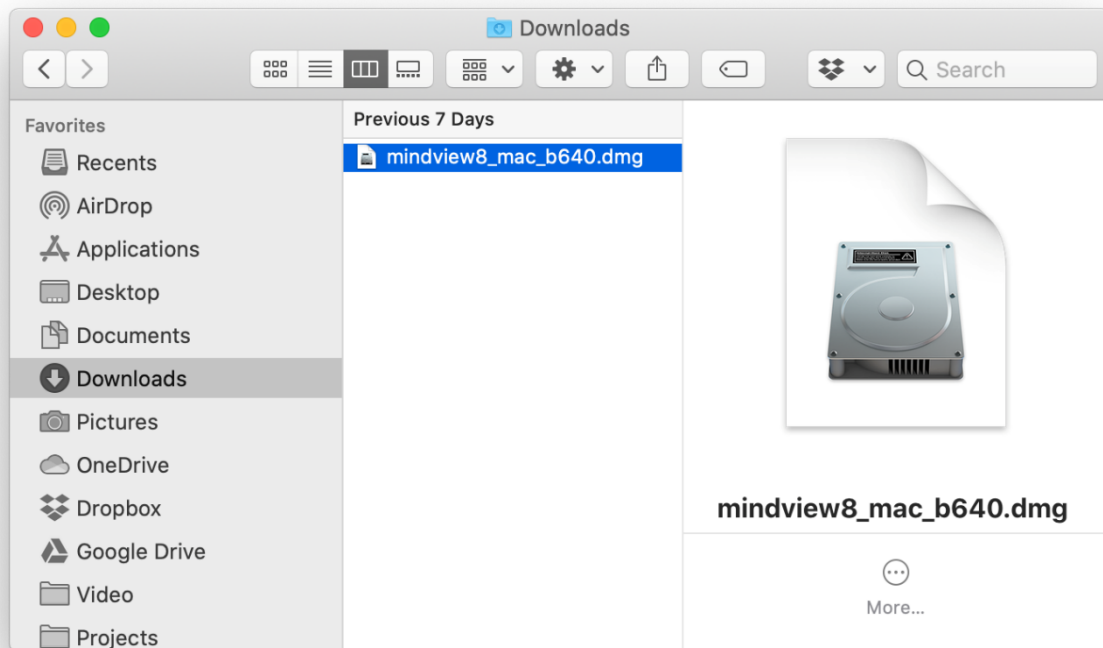 Downloads
Search
Favorites
Recents
AirDrop
Applications
Desktop
Documents
Downloads
Pictures
OneDrive
Dropbox
Google Drive
Video
Projects
Previous 7 Days
mindview8_mac_b640.dmg
mindview8_mac_b640.dmg
More...